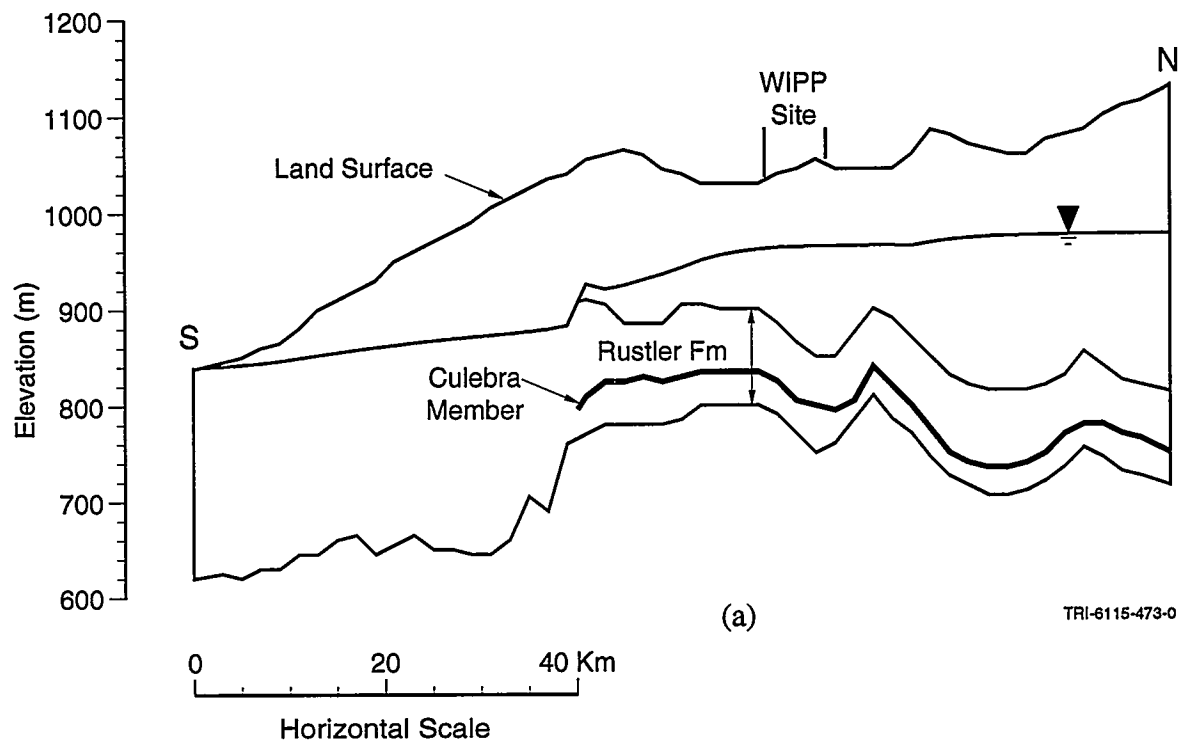 1200
1100
1000
900
800
700
600
Elevation (m)
S
N
WIPP
Site
Land Surface
Rustler Fm
Culebra
Member
(a)
TRI-6115-473-0
0 20 40 Km
Horizontal Scale